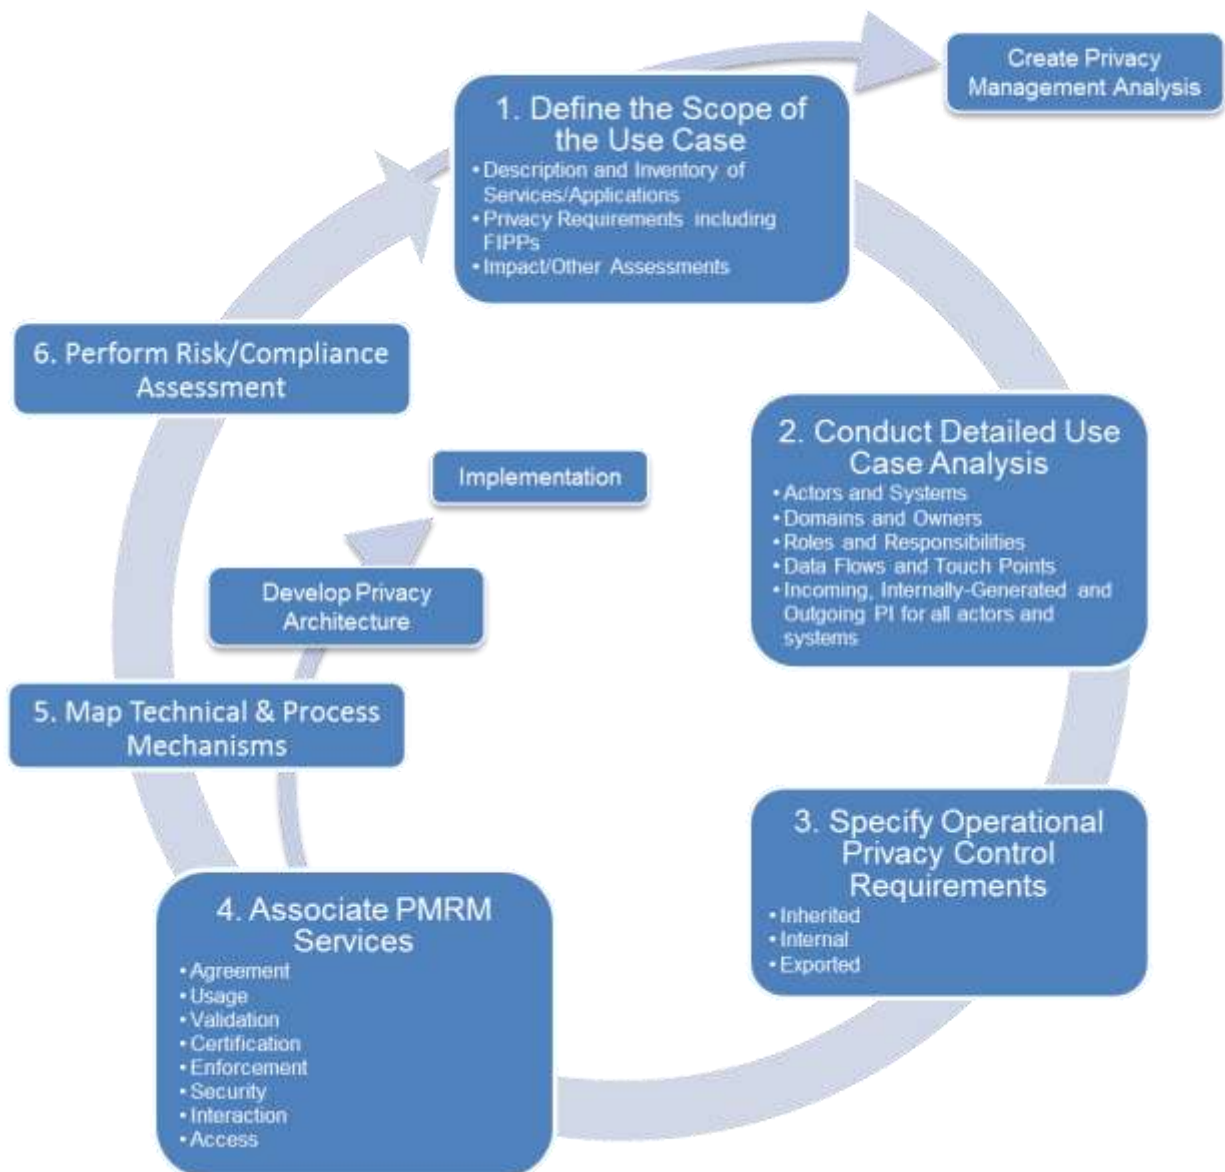 Create Privacy
Management Analysis
1. Define the Scope of
the Use Case
• Description and Inventory of
Services/Applications
• Privacy Requirements including
FIPPs
• Impact/Other Assessments
2. Conduct Detailed Use
Case Analysis
• Actors and Systems
• Domains and Owners
• Roles and Responsibilities
• Data Flows and Touch Points
• Incoming, Internally-Generated and
Outgoing PI for all actors and
systems
3. Specify Operational
Privacy Control
Requirements
• Inherited
• Internal
• Exported
4. Associate PMRM
Services
• Agreement
• Usage
• Validation
• Certification
• Enforcement
• Security
• Interaction
• Access
5. Map Technical & Process
Mechanisms
6. Perform Risk/Compliance
Assessment
Develop Privacy
Architecture
Implementation